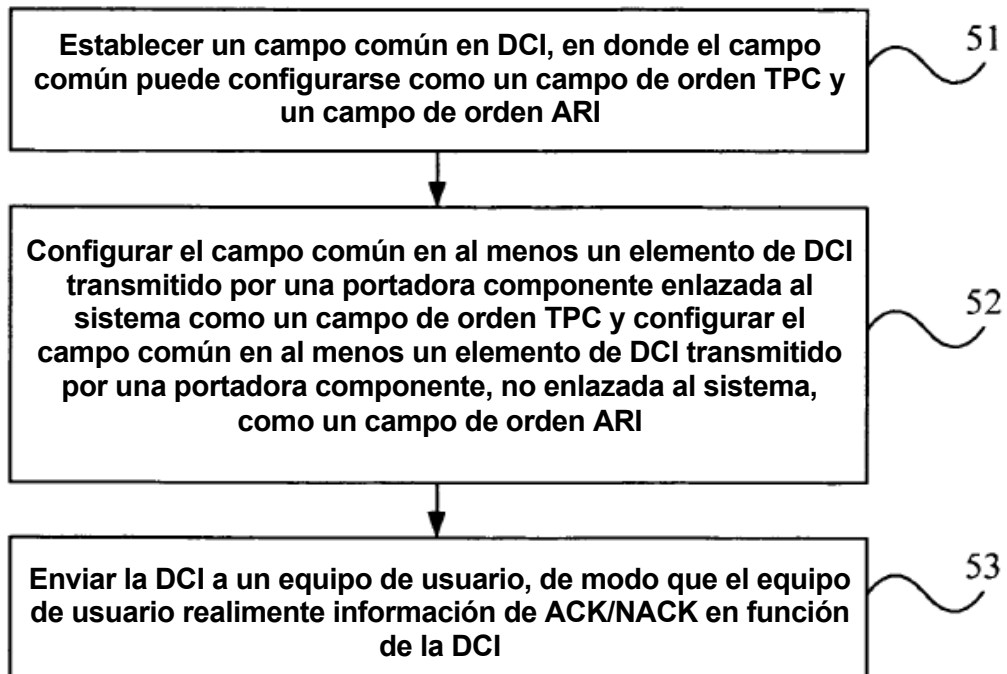 Establecer un campo común en DCI, en donde el campo
común puede configurarse como un campo de orden TPC y
un campo de orden ARI
51
Configurar el campo común en al menos un elemento de DCI
transmitido por una portadora componente enlazada al
sistema como un campo de orden TPC y configurar el
campo común en al menos un elemento de DCI transmitido
por una portadora componente, no enlazada al sistema,
como un campo de orden ARI
52
Enviar la DCI a un equipo de usuario, de modo que el equipo
de usuario realimente información de ACK/NACK en función
de la DCI
53